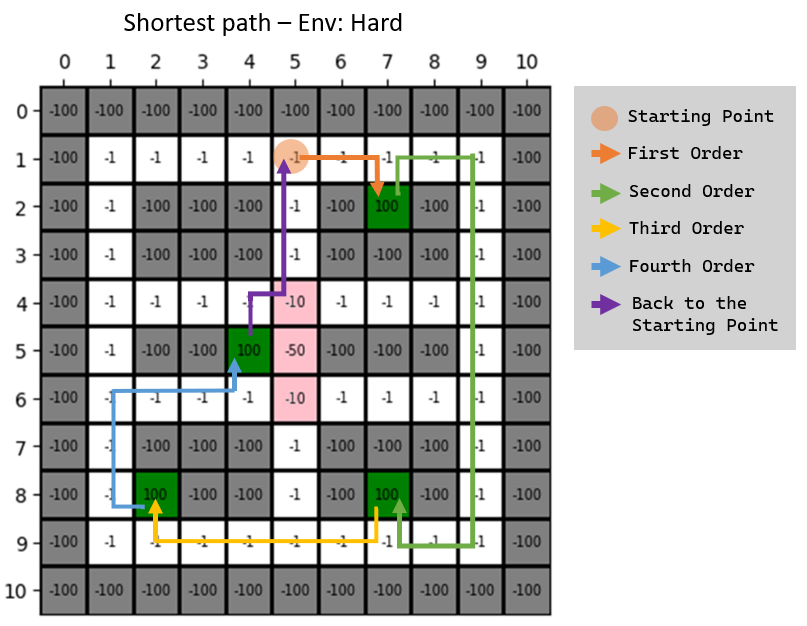 Shortest path – Env: Hard
0 1 2 3 4 5 6 7 8 9 10
0 -100 -100 -100 -100 -100 -100 -100 -100 -100 -100 -100
1 -100 -1 -1 -1 -1 -1 -1 -1 -1 -1 -100
2 -100 -1 -100 -100 -100 -1 -100 100 -100 -1 -100
3 -100 -1 -100 -100 -100 -1 -100 -100 -100 -1 -100
4 -100 -1 -1 -1 -1 -10 -1 -1 -1 -1 -100
5 -100 -1 -100 -100 100 -50 -100 -100 -100 -1 -100
6 -100 -1 -1 -1 -1 -10 -1 -1 -1 -1 -100
7 -100 -1 -100 -100 -100 -1 -100 -100 -100 -1 -100
8 -100 -1 100 -100 -100 -1 -100 100 -100 -1 -100
9 -100 -1 -1 -1 -1 -1 -1 -1 -1 -1 -100
10 -100 -100 -100 -100 -100 -100 -100 -100 -100 -100 -100
Starting Point
First Order
Second Order
Third Order
Fourth Order
Back to the
Starting Point